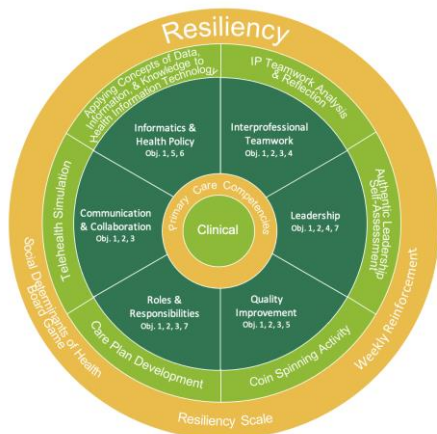 Resiliency
Applying Concepts of Data,
Information, & Knowledge to
Health Information Technology
IP Teamwork Analysis
& Reflection
Informatics &
Health Policy
Obj. 1, 5, 6
Interprofessional
Teamwork
Obj. 1, 2, 3, 4
Telehealth Simulation
Communication
& Collaboration
Obj. 1, 2, 3
Primary Care Competencies
Clinical
Leadership
Obj. 1, 2, 4, 7
Authentic Leadership
Self-Assessment
Roles &
Responsibilities
Obj. 1, 2, 3, 7
Quality
Improvement
Obj. 1, 2, 3, 5
Care Plan Development
Coin Spinning Activity
Social Determinants of Health
Board Game
Resiliency Scale
Weekly Reinforcement